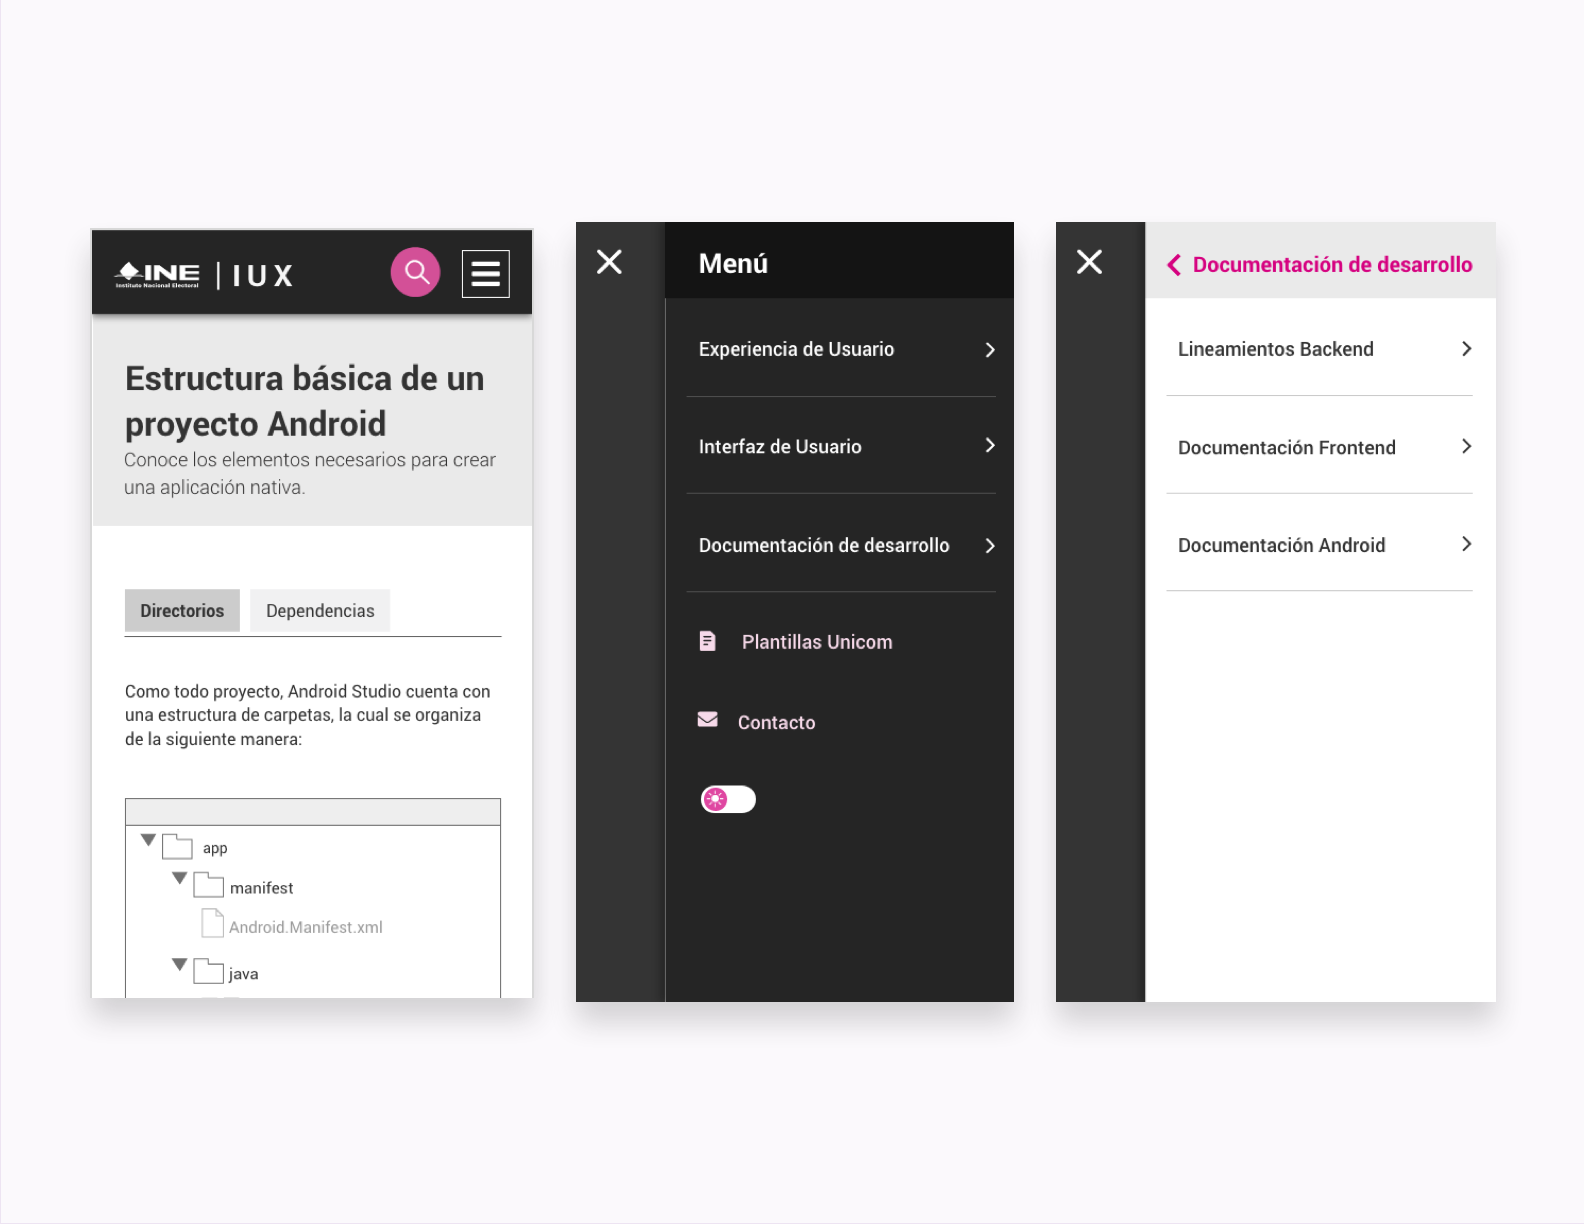 INE
Instituto Nacional Electoral
IUX
Estructura básica de un
proyecto Android
Conoce los elementos necesarios para crear
una aplicación nativa.
Directorios
Dependencias
Como todo proyecto, Android Studio cuenta con
una estructura de carpetas, la cual se organiza
de la siguiente manera:
app
manifest
Android.Manifest.xml
java
Menú
Experiencia de Usuario
Interfaz de Usuario
Documentación de desarrollo
Plantillas Unicom
Contacto
Documentación de desarrollo
Lineamientos Backend
Documentación Frontend
Documentación Android